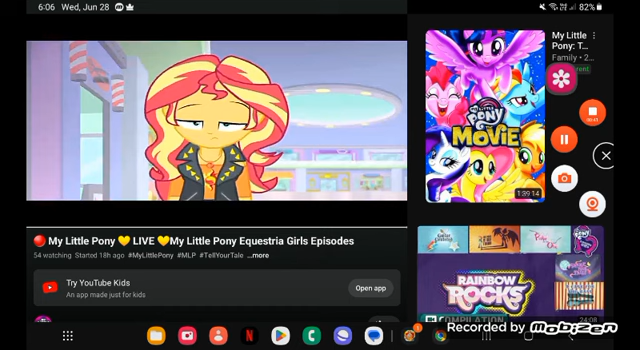 6:06 Wed, Jun 28
82%
My Little
Pony: T...
Family • 2...
My Little
PONY
THE
MOVIE
1:39:14
🔴 My Little Pony 💛 LIVE 💛My Little Pony Equestria Girls Episodes
54 watching Started 18h ago #MyLittlePony #MLP #TellYourTale ...more
Try YouTube Kids
An app made just for kids
Open app
RAINBOW
ROCKS
COMPILATION
24:08
Recorded by mobizen